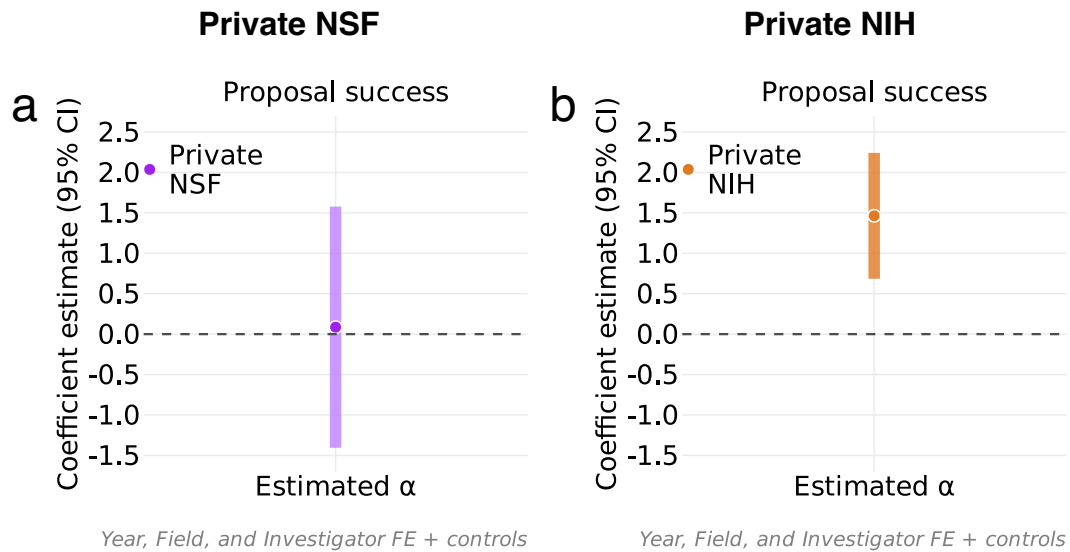 Private NSF
Private NIH
a
Proposal success
Coefficient estimate (95% CI)
2.5
2.0
1.5
1.0
0.5
0.0
-0.5
-1.0
-1.5
Private
NSF
Estimated α
Year, Field, and Investigator FE + controls
b
Proposal success
Coefficient estimate (95% CI)
2.5
2.0
1.5
1.0
0.5
0.0
-0.5
-1.0
-1.5
Private
NIH
Estimated α
Year, Field, and Investigator FE + controls